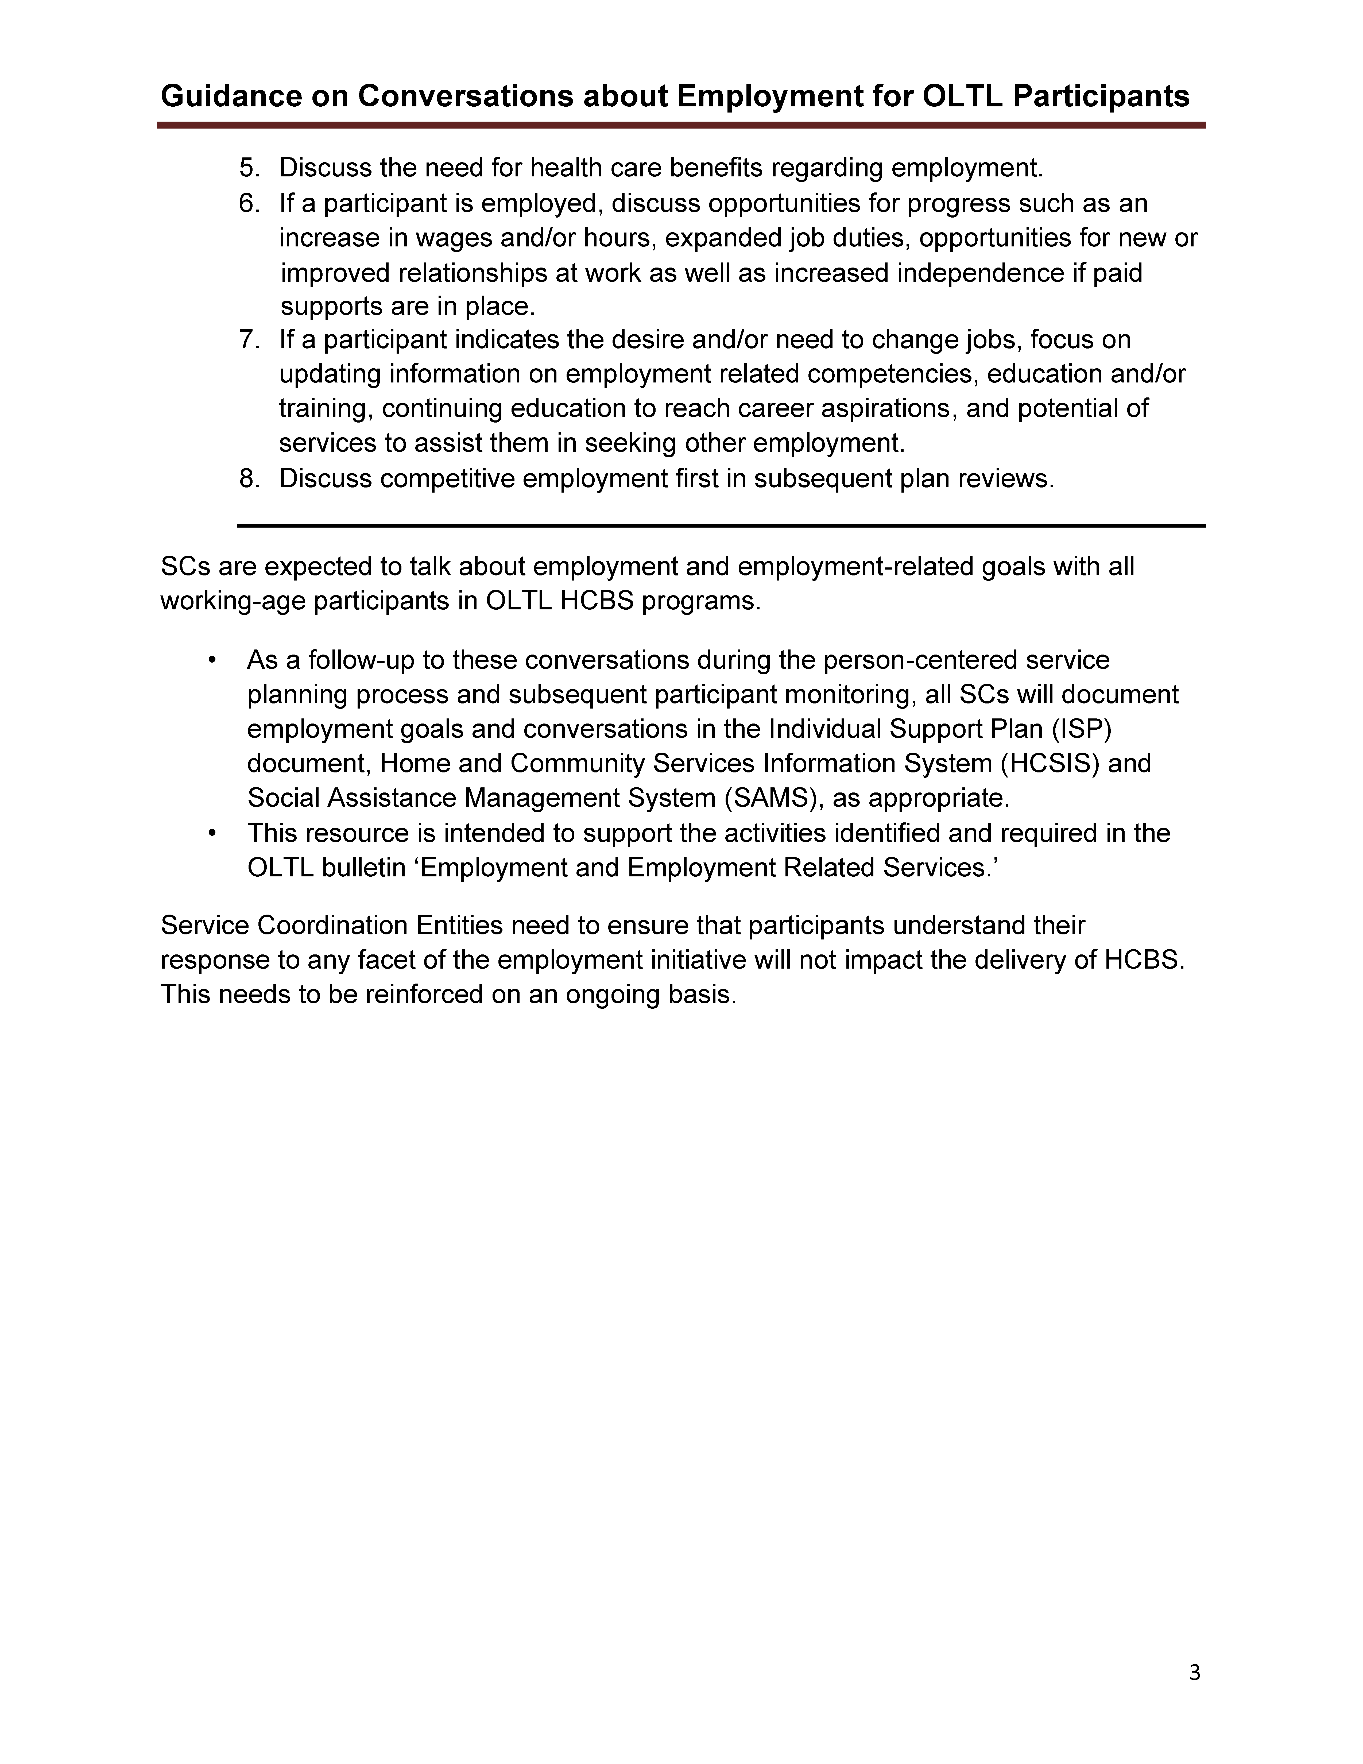 Guidance on Conversations about Employment for OLTL Participants
5. Discuss the need for health care benefits regarding employment.
6. If a participant is employed, discuss opportunities for progress such as an
increase in wages and/or hours, expanded job duties, opportunities for new or
improved relationships at work as well as increased independence if paid
supports are in place.
7. If a participant indicates the desire and/or need to change jobs, focus on
updating information on employment related competencies, education and/or
training, continuing education to reach career aspirations, and potential of
services to assist them in seeking other employment.
8. Discuss competitive employment first in subsequent plan reviews.
SCs are expected to talk about employment and employment-related goals with all
working-age participants in OLTL HCBS programs.
• As a follow-up to these conversations during the person-centered service
planning process and subsequent participant monitoring, all SCs will document
employment goals and conversations in the Individual Support Plan (ISP)
document, Home and Community Services Information System (HCSIS) and
Social Assistance Management System (SAMS), as appropriate.
• This resource is intended to support the activities identified and required in the
OLTL bulletin ‘Employment and Employment Related Services.’
Service Coordination Entities need to ensure that participants understand their
response to any facet of the employment initiative will not impact the delivery of HCBS.
This needs to be reinforced on an ongoing basis.
3